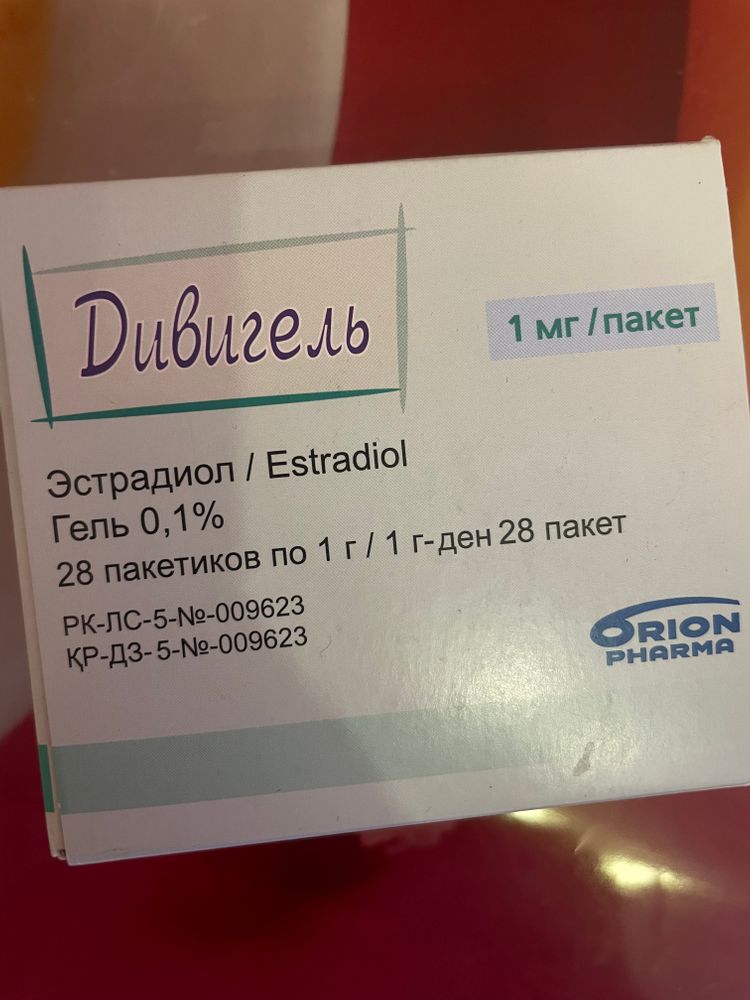 Дивигель
1 мг/пакет
Эстрадиол / Estradiol
Гель 0,1%
28 пакетиков по 1 г / 1 г-ден 28 пакет
РК-ЛС-5-№-009623
ҚР-ДЗ-5-№-009623
ORION
PHARMA